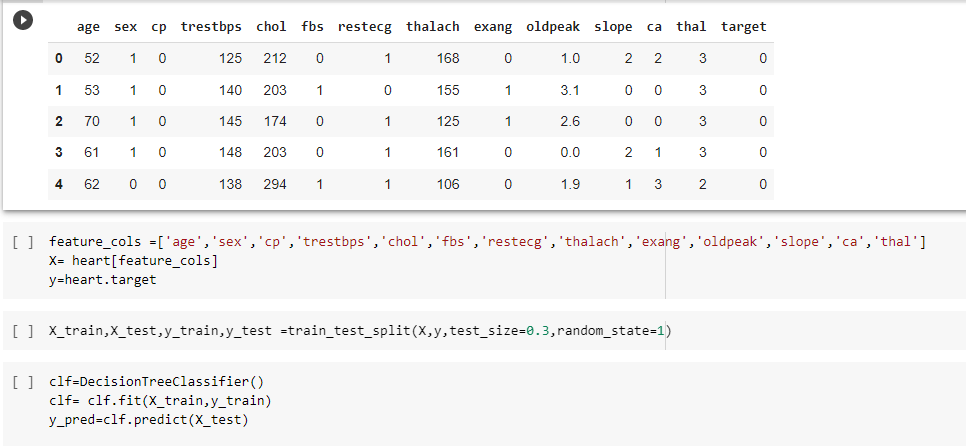 age sex cp trestbps chol fbs restecg thalach exang oldpeak slope ca thal target
0 52 1 0 125 212 0 1 168 0 1.0 2 2 3 0
1 53 1 0 140 203 1 0 155 1 3.1 0 0 3 0
2 70 1 0 145 174 0 1 125 1 2.6 0 0 3 0
3 61 1 0 148 203 0 1 161 0 0.0 2 1 3 0
4 62 0 0 138 294 1 1 106 0 1.9 1 3 2 0
[ ] feature_cols =['age','sex','cp','trestbps','chol','fbs','restecg','thalach','exang','oldpeak','slope','ca','thal']
X= heart[feature_cols]
y=heart.target
[ ] X_train,X_test,y_train,y_test =train_test_split(X,y,test_size=0.3,random_state=1)
[ ] clf=DecisionTreeClassifier()
clf= clf.fit(X_train,y_train)
y_pred=clf.predict(X_test)